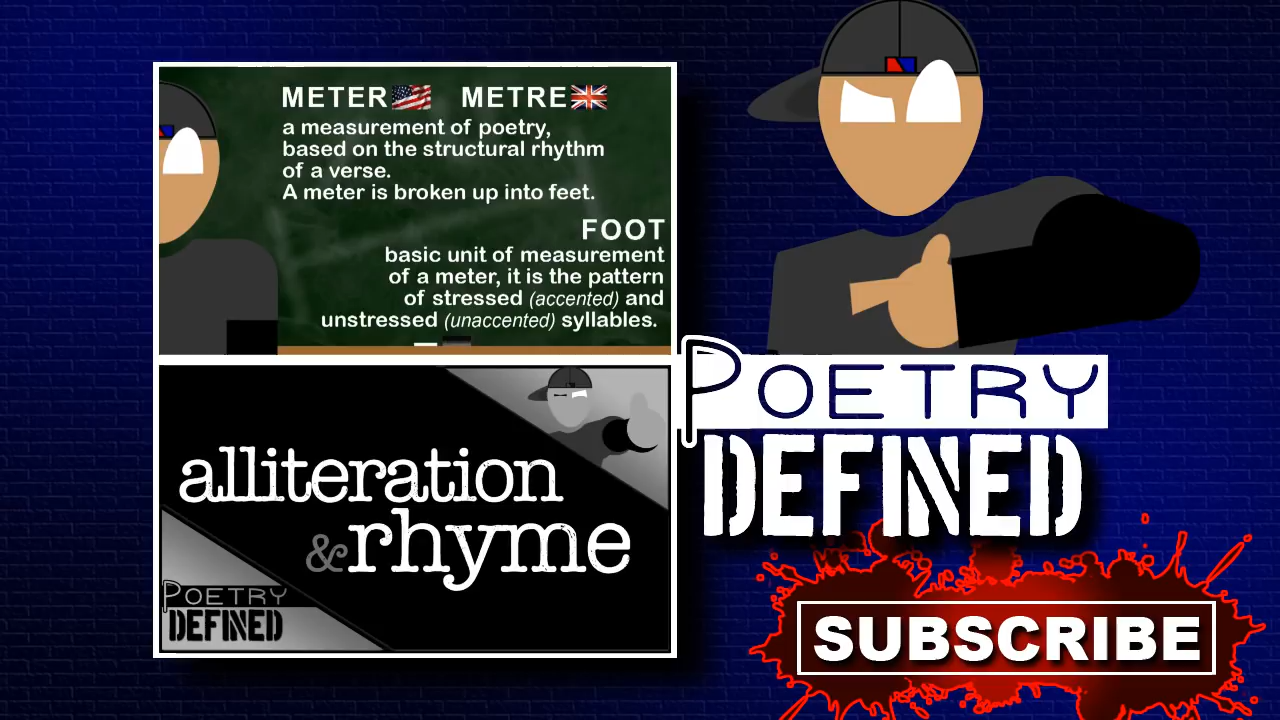 METER METRE
a measurement of poetry,
based on the structural rhythm
of a verse.
A meter is broken up into feet.
FOOT
basic unit of measurement
of a meter, it is the pattern
of stressed (accented) and
unstressed (unaccented) syllables.
alliteration
&rhyme
POETRY
DEFINED
POETRY
DEFINED
SUBSCRIBE